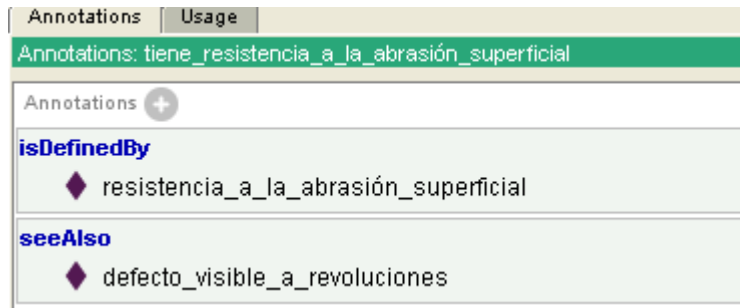 Annotations Usage
Annotations: tiene_resistencia_a_la_abrasión_superficial
Annotations
isDefinedBy
resistencia_a_la_abrasión_superficial
seeAlso
defecto_visible_a_revoluciones